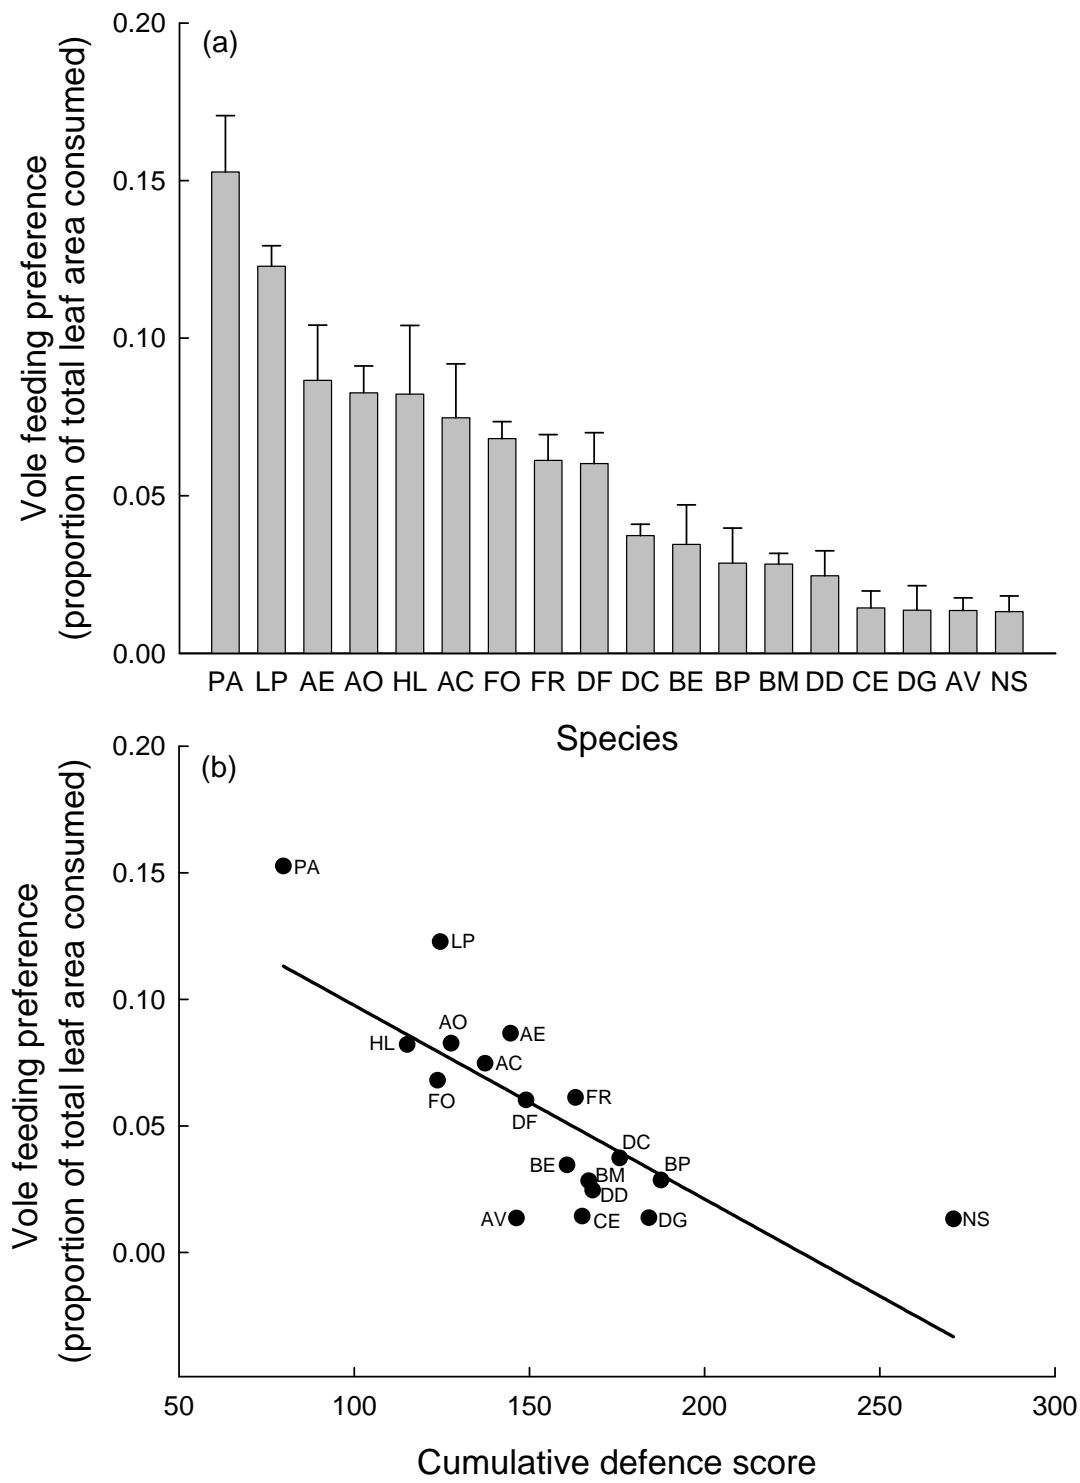 (a)
Vole feeding preference
(proportion of total leaf area consumed)
0.20
0.15
0.10
0.05
0.00
PA LP AE AO HL AC FO FR DF DC BE BP BM DD CE DG AV NS
Species
(b)
Vole feeding preference
(proportion of total leaf area consumed)
0.20
0.15
0.10
0.05
0.00
PA
LP
AO
AE
HL
AC
FO
FR
DF
DC
BE
BM
BP
DD
AV
CE
DG
NS
50 100 150 200 250 300
Cumulative defence score